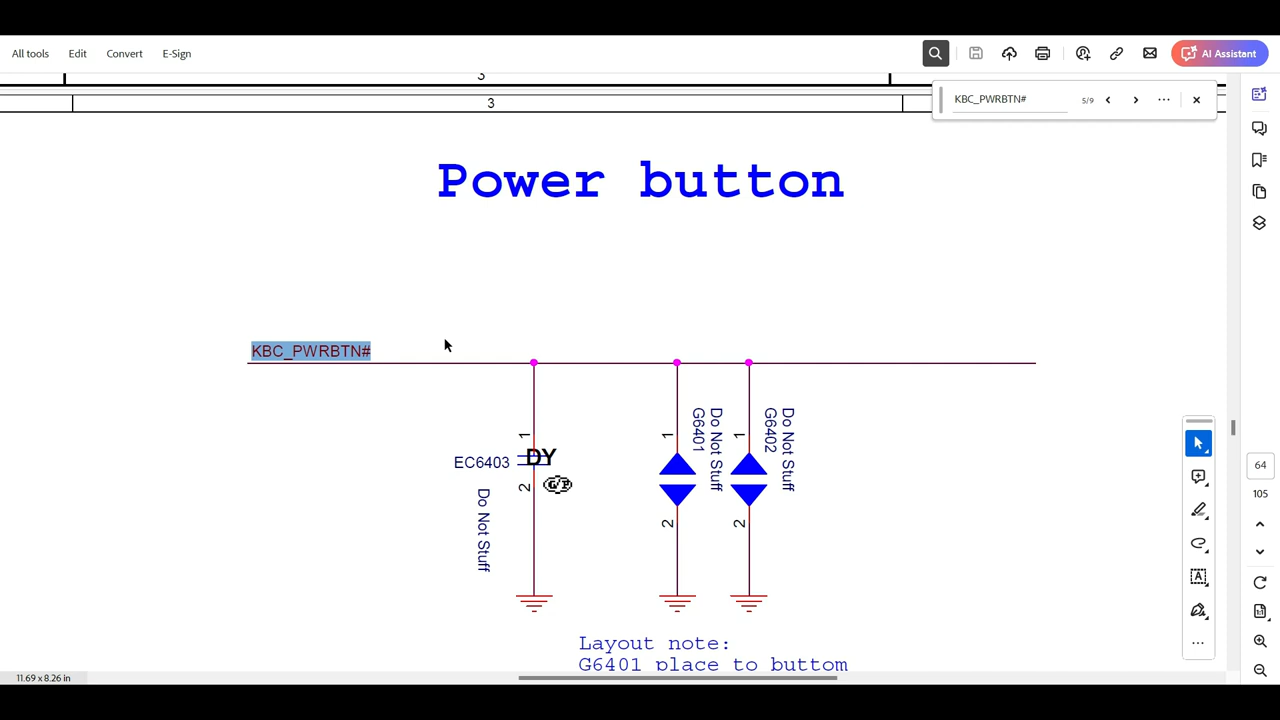 All tools Edit Convert E-Sign AI Assistant
KBC_PWRBTN# 5/9
3
3
Power button
KBC_PWRBTN#
1
EC6403
DY
2
G/P
Do Not Stuff
1
G6401
Do Not Stuff
2
1
G6402
Do Not Stuff
2
Layout note:
G6401 place to buttom
64
105
11.69 x 8.26 in